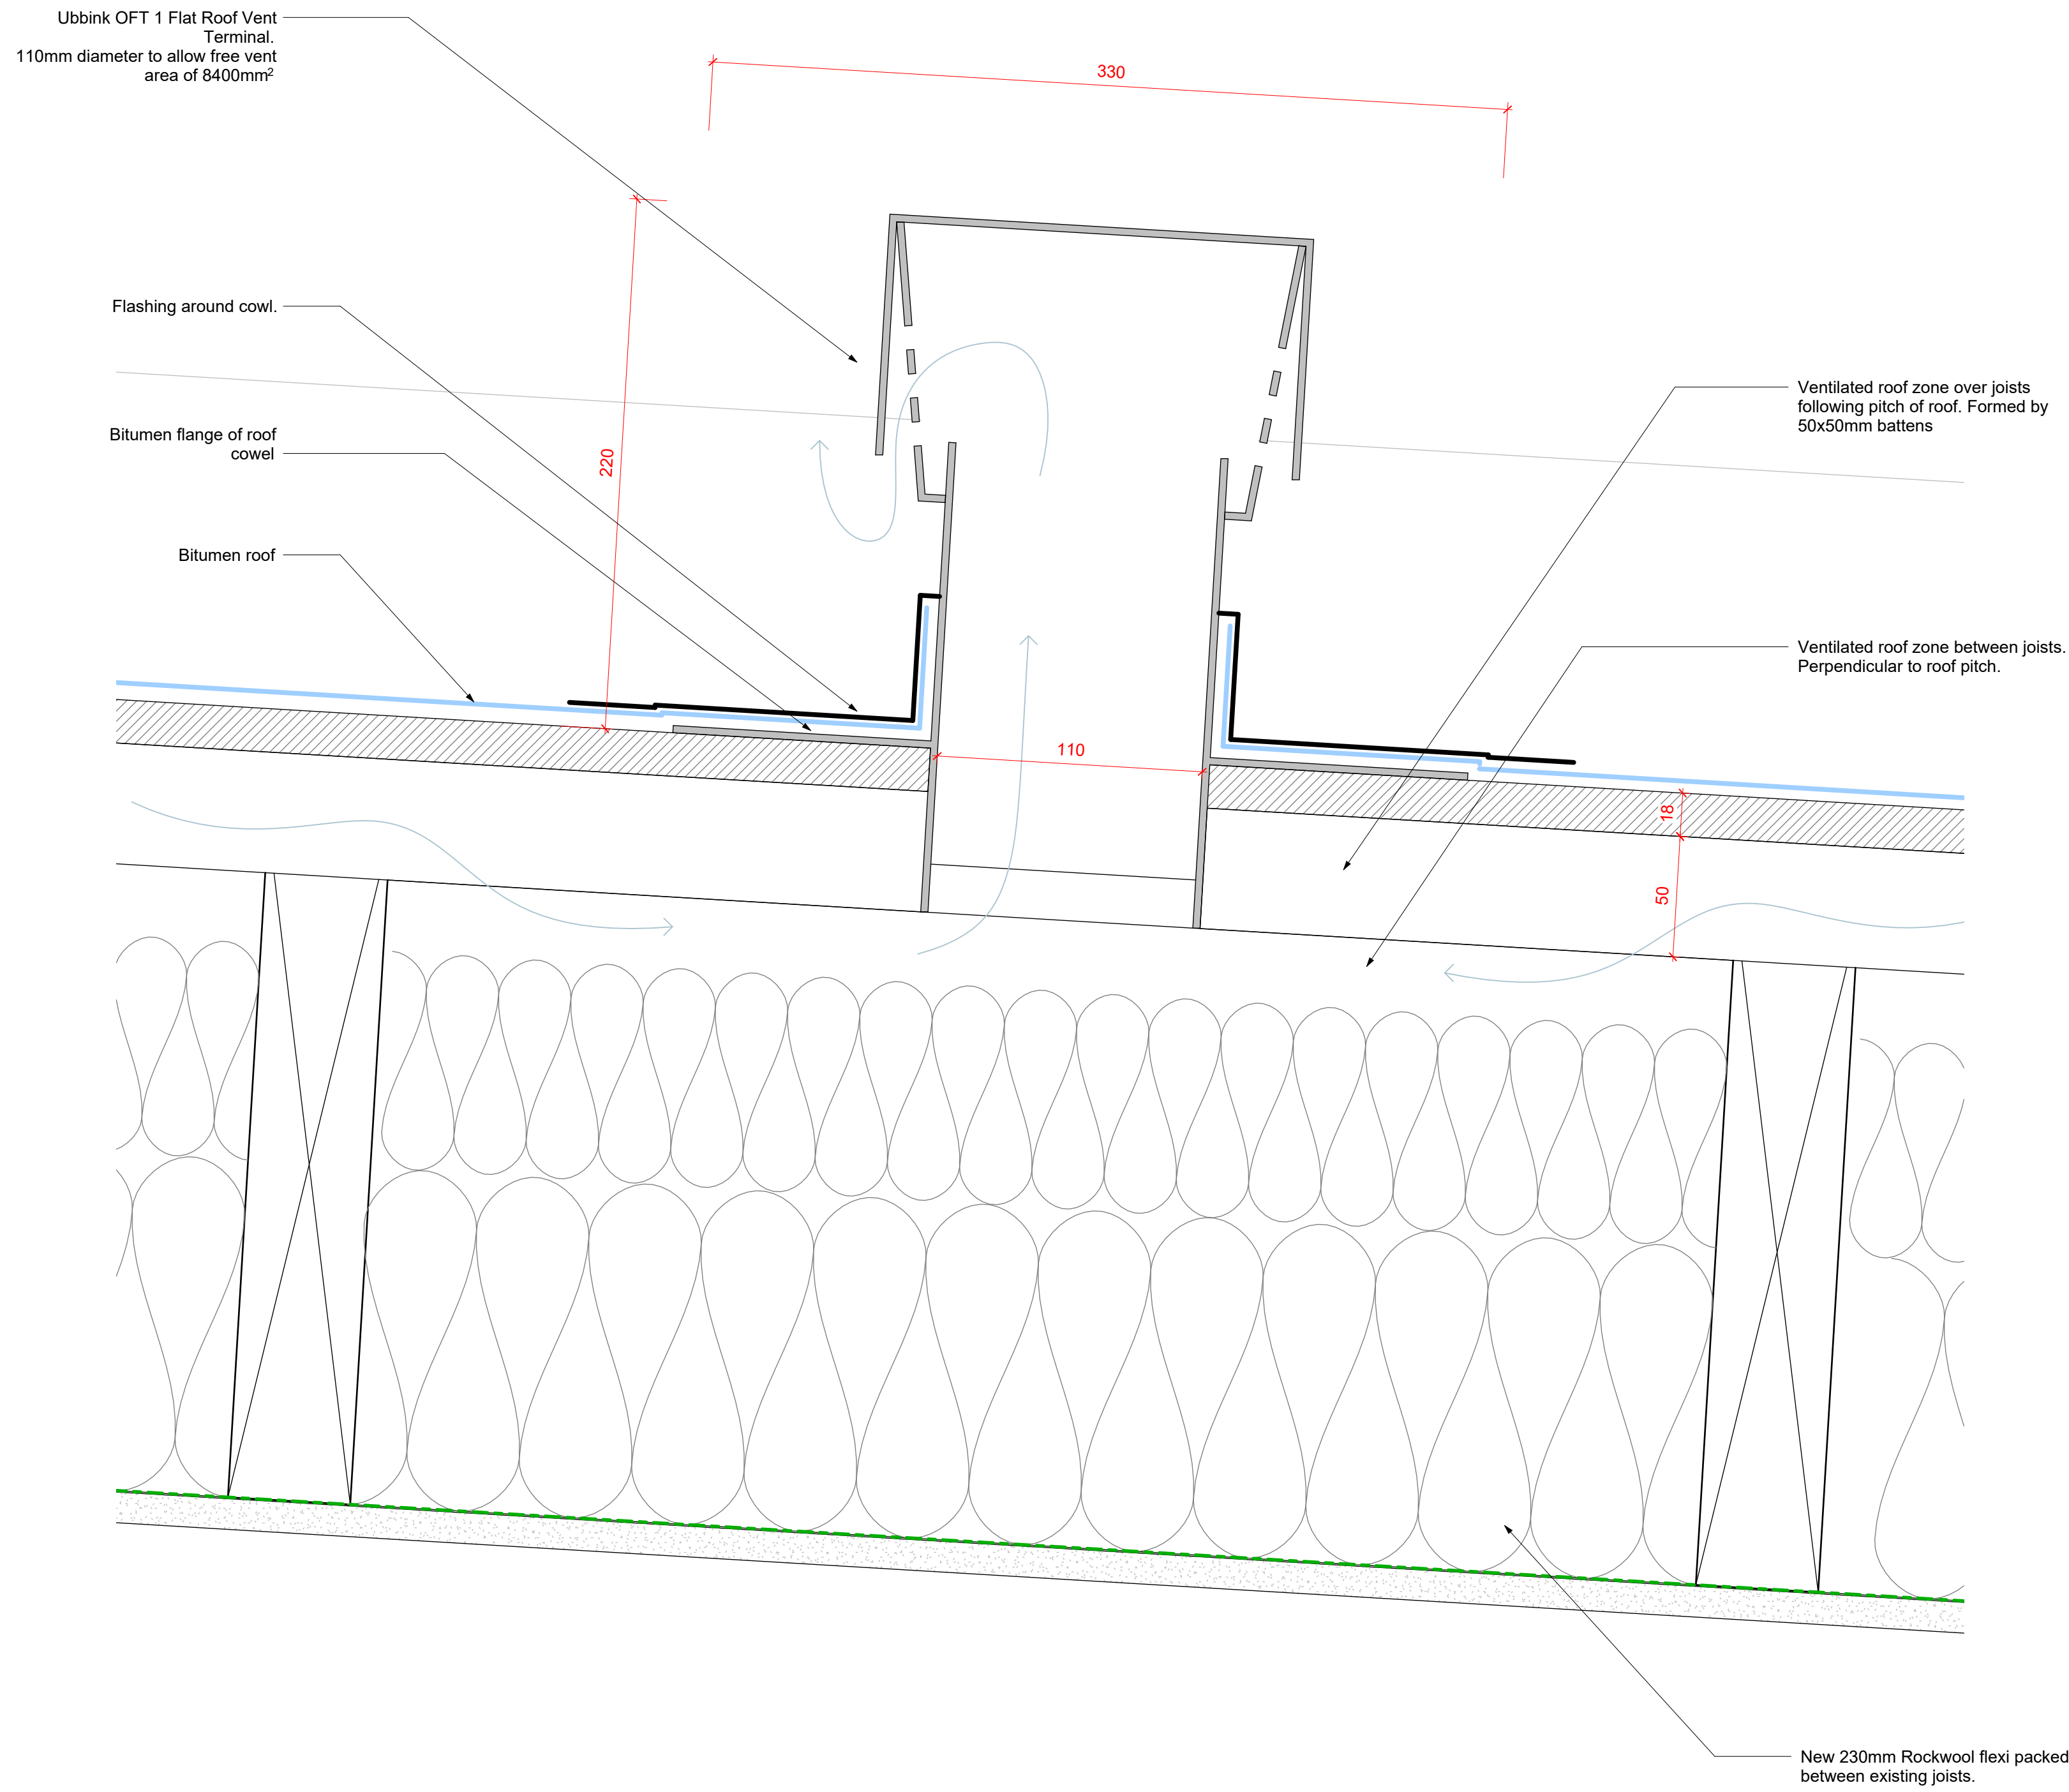 Ubbink OFT 1 Flat Roof Vent
Terminal.
110mm diameter to allow free vent
area of 8400mm²
330
Flashing around cowl.
Ventilated roof zone over joists
following pitch of roof. Formed by
50x50mm battens
Bitumen flange of roof
cowel
220
Bitumen roof
Ventilated roof zone between joists.
Perpendicular to roof pitch.
110
18
50
New 230mm Rockwool flexi packed
between existing joists.